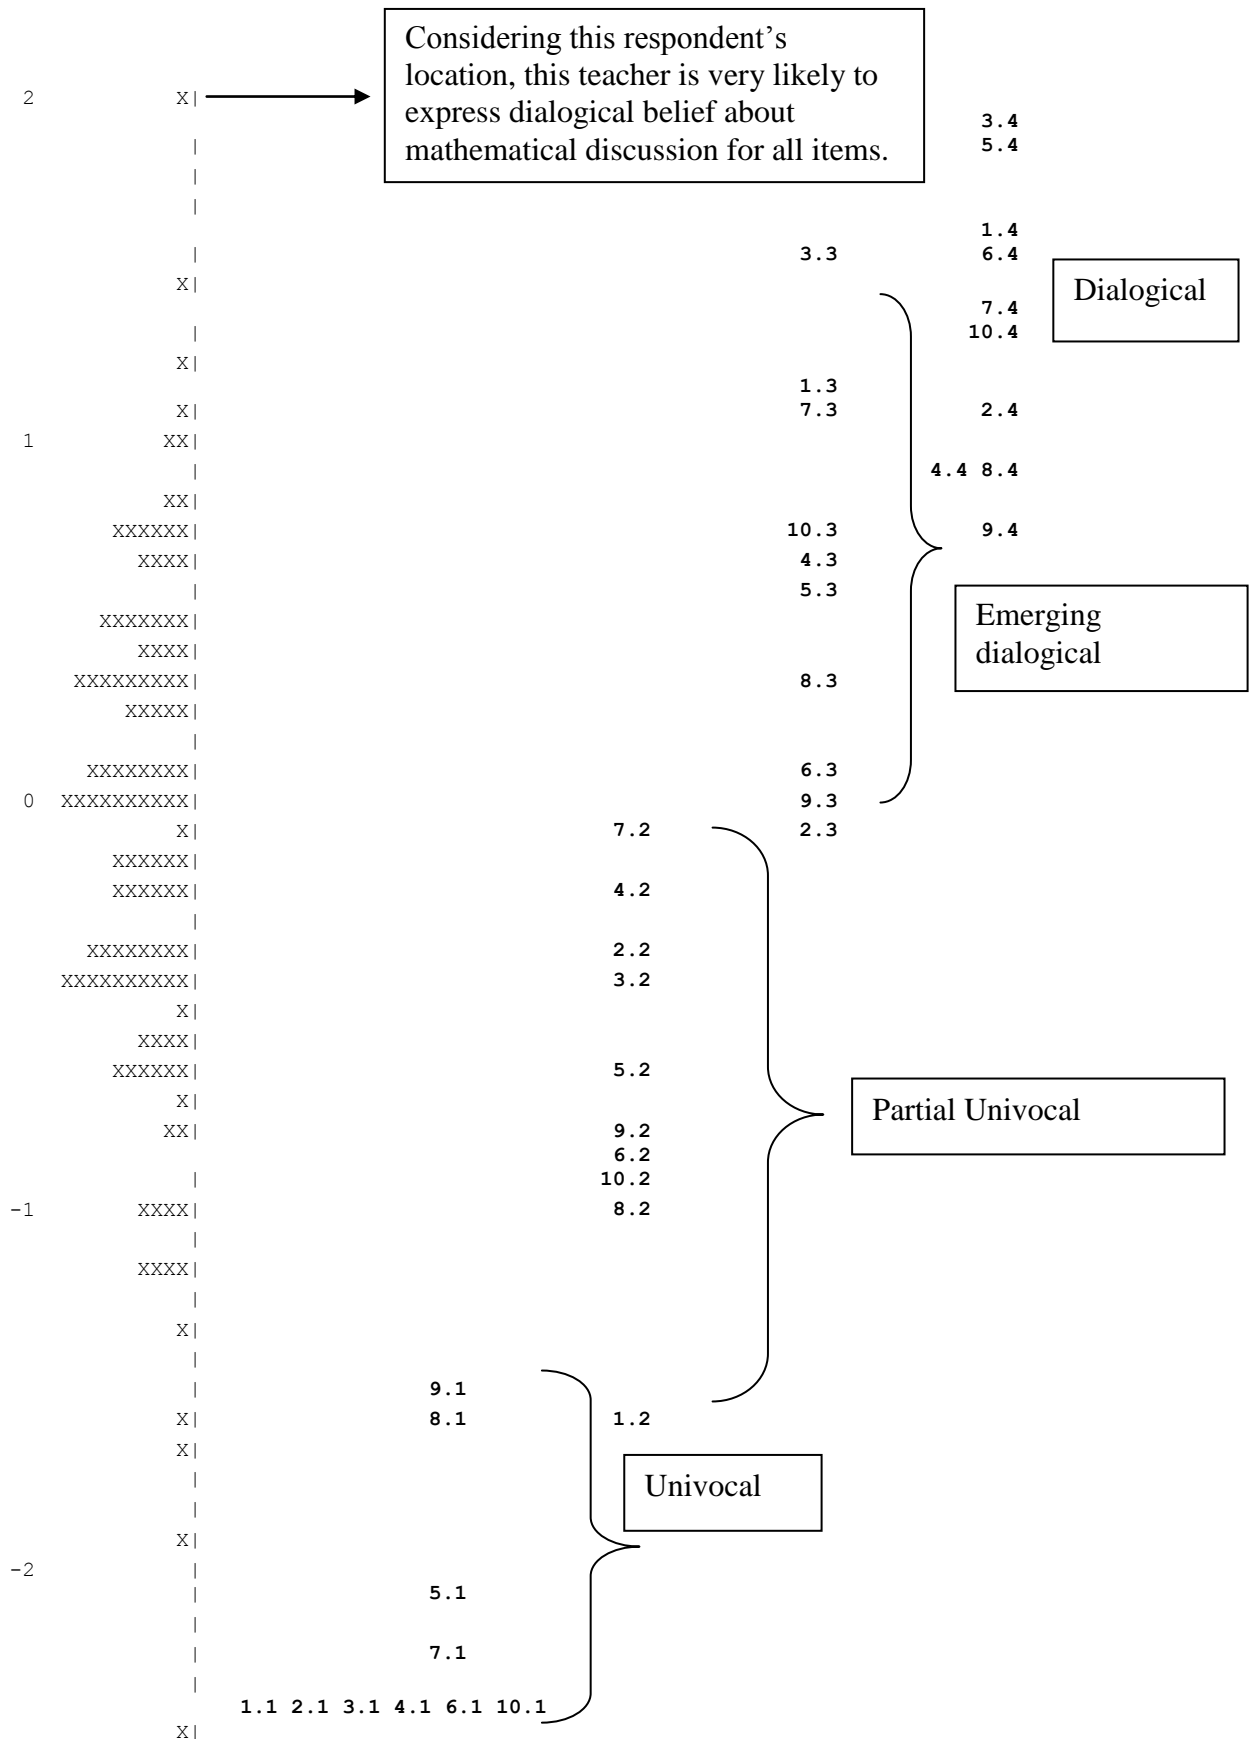 Considering this respondent's
location, this teacher is very likely to
express dialogical belief about
mathematical discussion for all items.
2 X|
3.4
| 5.4
|
|
1.4
| 3.3 6.4
X|
Dialogical
7.4
| 10.4
X|
1.3
X| 7.3 2.4
1 XX|
| 4.4 8.4
XX|
XXXXXX| 10.3 9.4
XXXX| 4.3
| 5.3
XXXXXXX|
Emerging
dialogical
XXXX|
XXXXXXXXX| 8.3
XXXXX|
|
XXXXXXXX| 6.3
0 XXXXXXXXXX| 9.3
X| 7.2 2.3
XXXXXX|
XXXXXX| 4.2
|
XXXXXXXX| 2.2
XXXXXXXXXX| 3.2
X|
XXXX|
XXXXXX| 5.2
X|
Partial Univocal
XX| 9.2
6.2
| 10.2
-1 XXXX| 8.2
|
XXXX|
|
X|
|
| 9.1
X| 8.1 1.2
X|
|
Univocal
|
X|
-2 |
| 5.1
|
| 7.1
|
1.1 2.1 3.1 4.1 6.1 10.1
X|